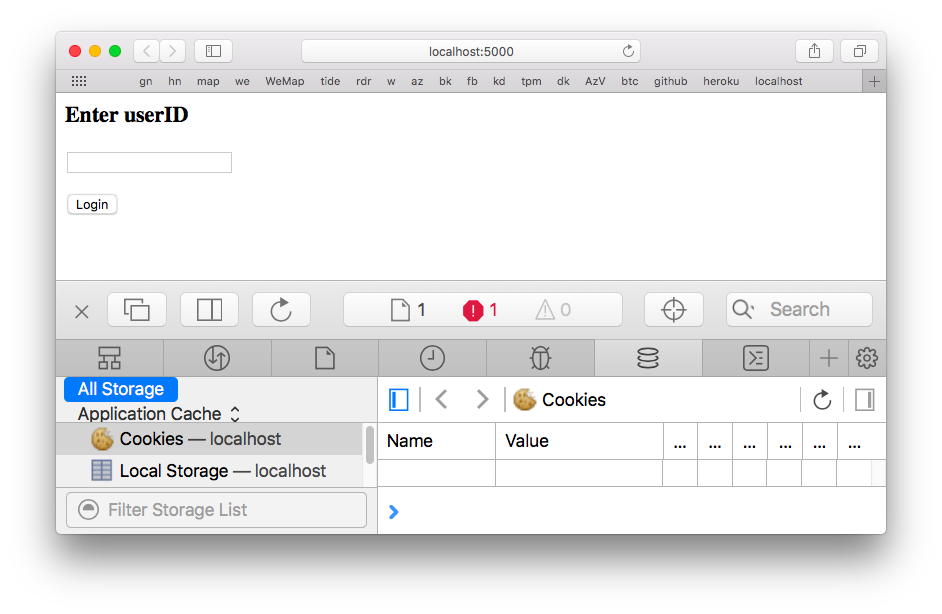 localhost:5000
gn hn map we WeMap tide rdr w az bk fb kd tpm dk AzV btc github heroku localhost
Enter userID
Login
1 1 0 Search
All Storage
Application Cache
Cookies — localhost
Local Storage — localhost
Filter Storage List
Cookies
Name Value ... ... ... ... ... ...